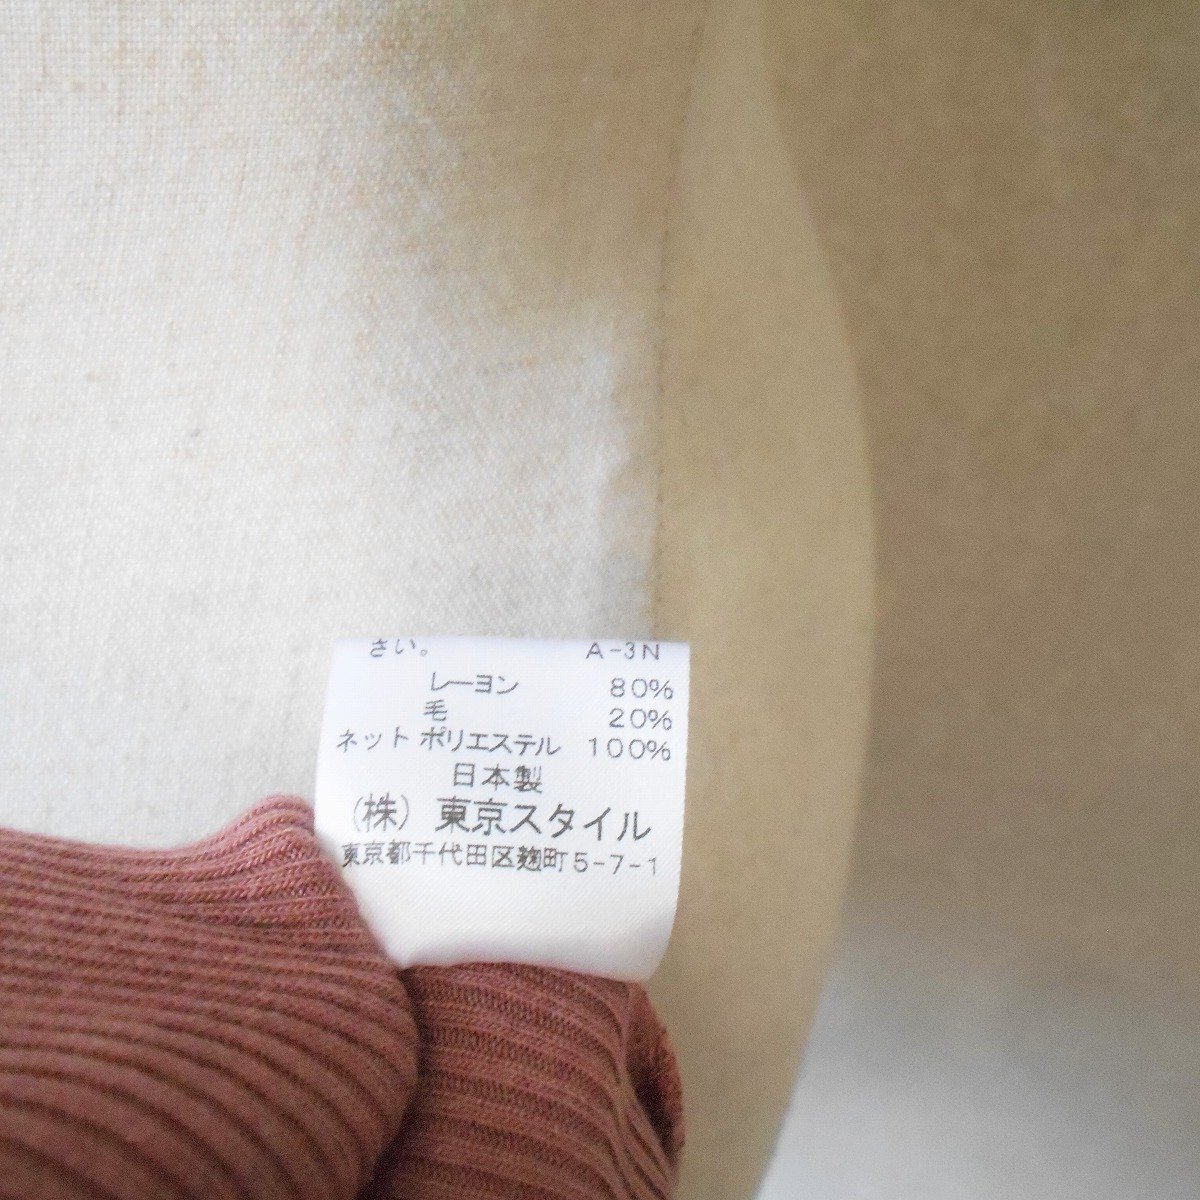 さい。 A-3N
レーヨン 80%
毛 20%
ネット ポリエステル 100%
日本製
(株) 東京スタイル
東京都千代田区麹町5-7-1